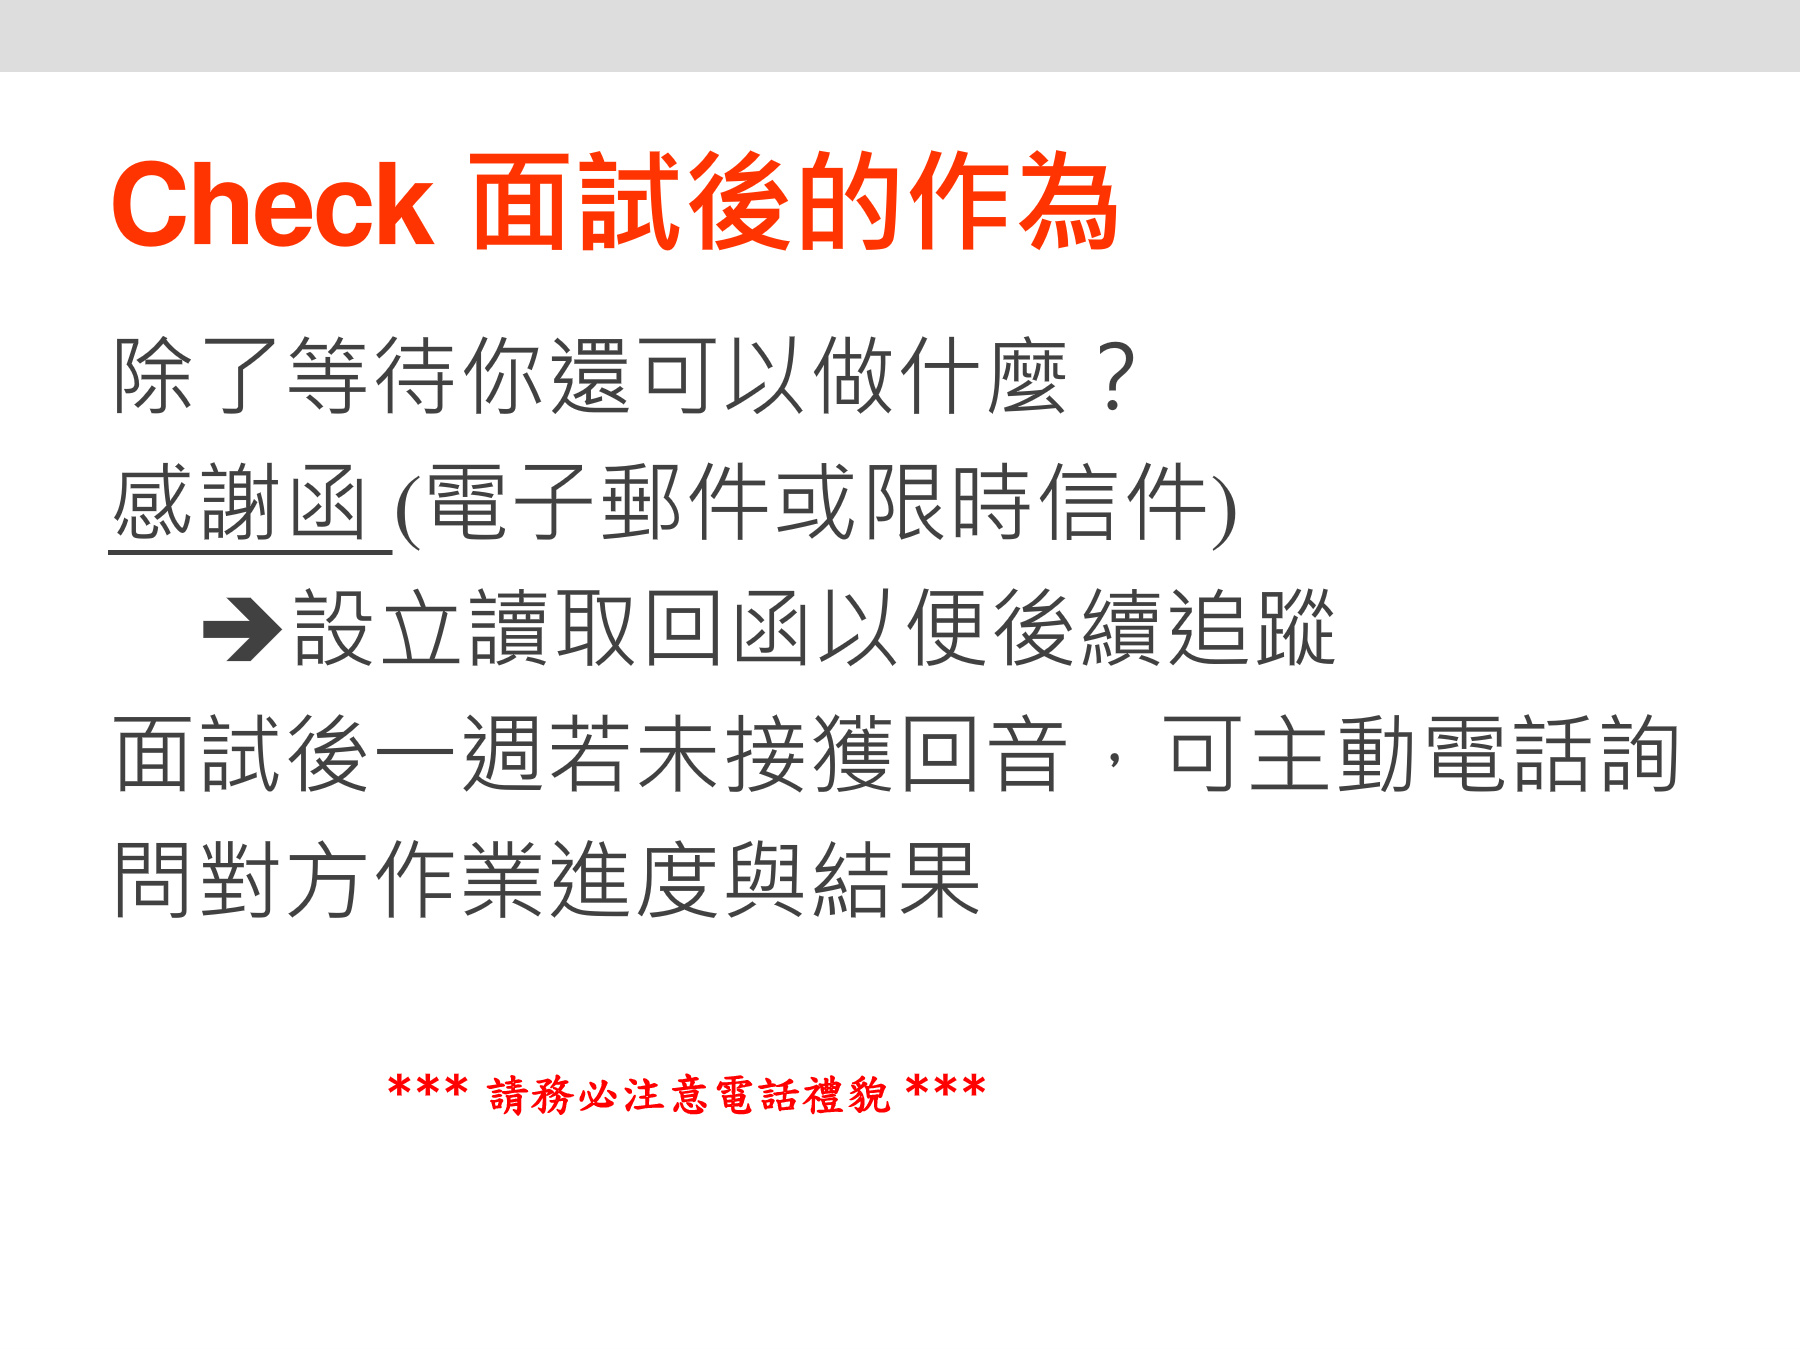 Check 面試後的作為
除了等待你還可以做什麼？
感謝函 (電子郵件或限時信件)
➔設立讀取回函以便後續追蹤
面試後一週若未接獲回音，可主動電話詢
問對方作業進度與結果
*** 請務必注意電話禮貌 ***